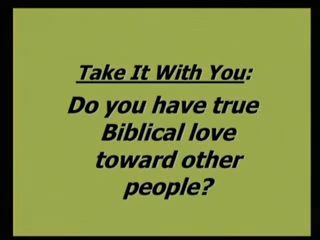 Take It With You:
Do you have true
Biblical love
toward other
people?